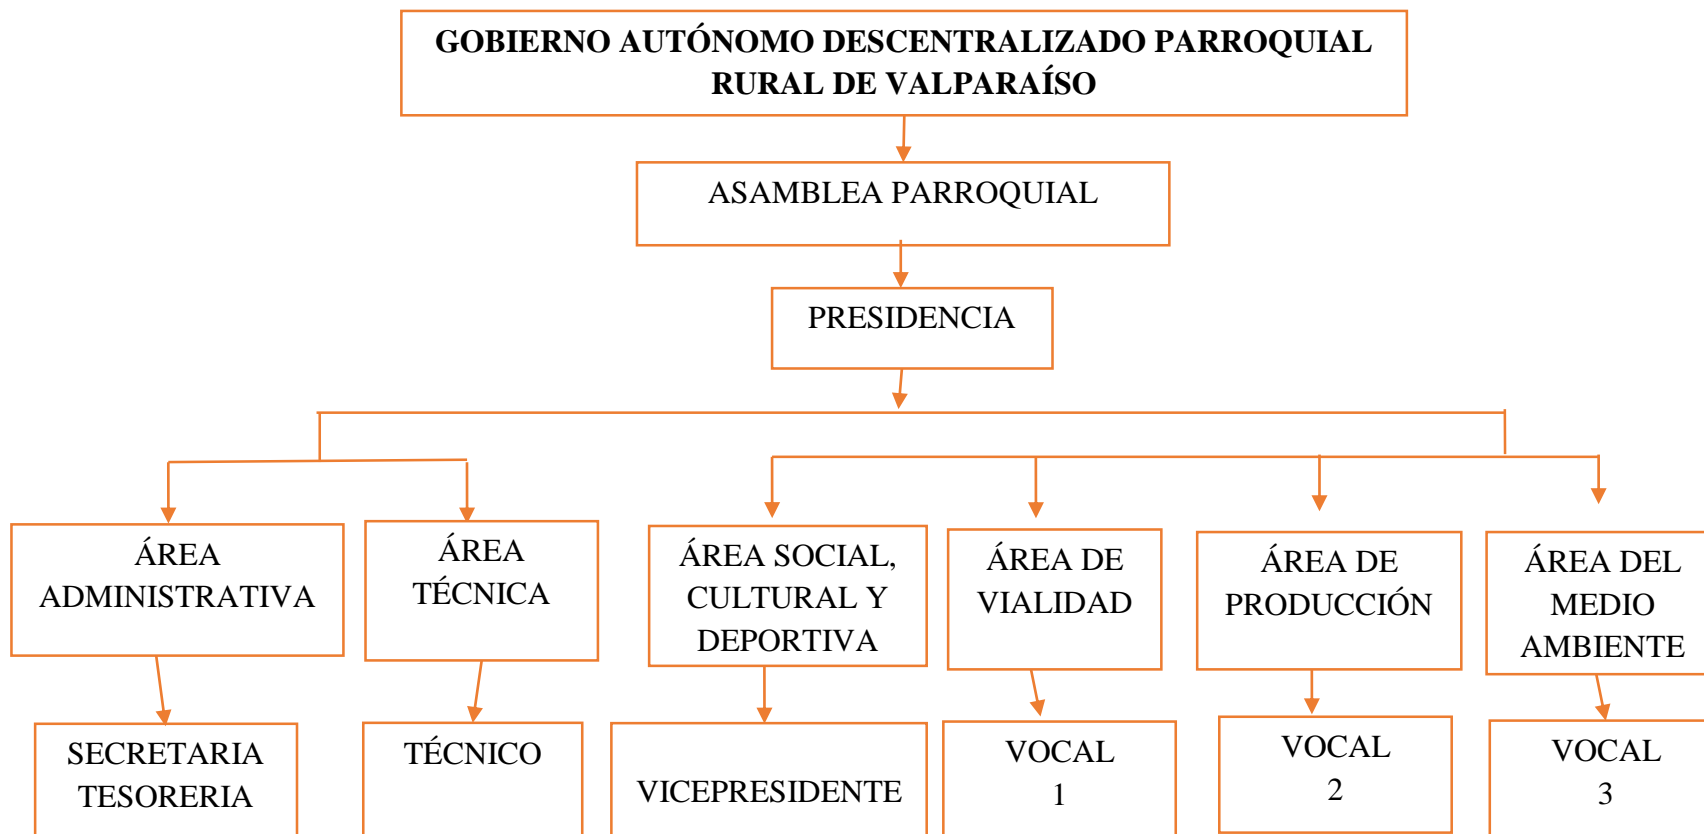 GOBIERNO AUTÓNOMO DESCENTRALIZADO PARROQUIAL
RURAL DE VALPARAÍSO
ASAMBLEA PARROQUIAL
PRESIDENCIA
ÁREA
ADMINISTRATIVA
ÁREA
TÉCNICA
ÁREA SOCIAL,
CULTURAL Y
DEPORTIVA
ÁREA DE
VIALIDAD
ÁREA DE
PRODUCCIÓN
ÁREA DEL
MEDIO
AMBIENTE
SECRETARIA
TESORERIA
TÉCNICO
VICEPRESIDENTE
VOCAL
1
VOCAL
2
VOCAL
3